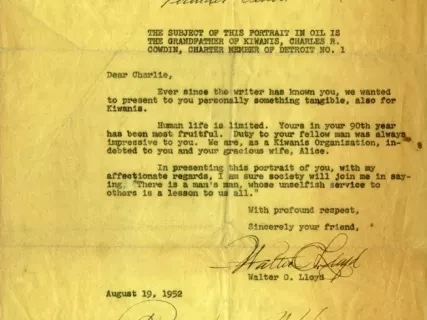 THE SUBJECT OF THIS PORTRAIT IN OIL IS
THE GRANDFATHER OF KIWANIS, CHARLES R.
COWDIN, CHARTER MEMBER OF DETROIT NO. 1
Dear Charlie,
Ever since the writer has known you, we wanted
to present to you personally something tangible, also for
Kiwanis.
Human life is limited. Yours in your 90th year
has been most fruitful. Duty to your fellow man was always
impressive to you. We are, as a Kiwanis Organization, in-
debted to you and your gracious wife, Alice.
In presenting this portrait of you, with my
affectionate regards, I am sure society will join me in say-
ing, "There is a man's man, whose unselfish service to
others is a lesson to us all."
With profound respect,
Sincerely your friend,
Walter O. Lloyd
Walter O. Lloyd
August 19, 1952